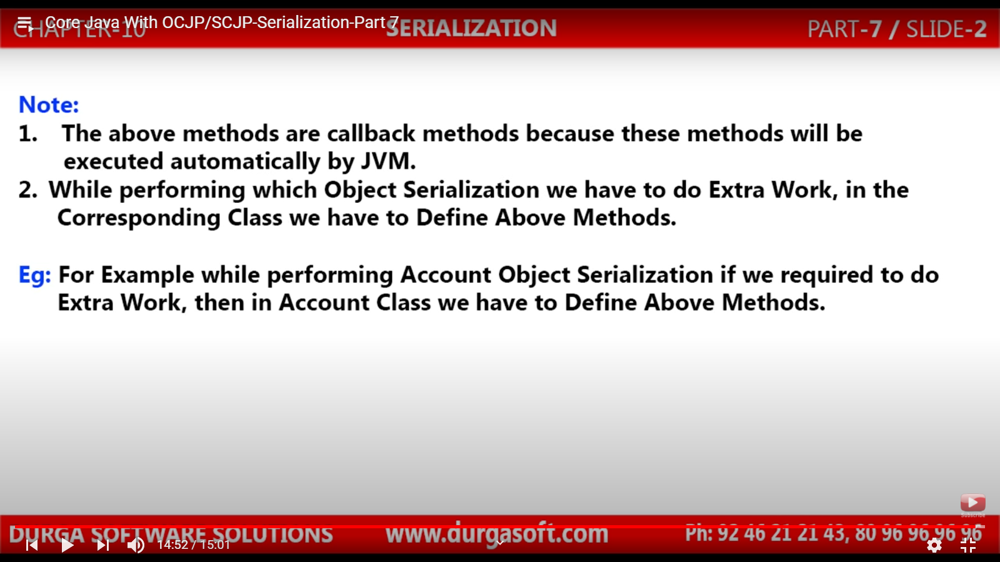 Core Java With OCJP/SCJP-Serialization-Part 7
CHAPTER-10
SERIALIZATION
PART-7 / SLIDE-2
Note:
1. The above methods are callback methods because these methods will be
executed automatically by JVM.
2. While performing which Object Serialization we have to do Extra Work, in the
Corresponding Class we have to Define Above Methods.
Eg: For Example while performing Account Object Serialization if we required to do
Extra Work, then in Account Class we have to Define Above Methods.
Subscribe
DURGA SOFTWARE SOLUTIONS
www.durgasoft.com
Ph: 92 46 21 21 43, 80 96 96 96 96
14:52 / 15:01